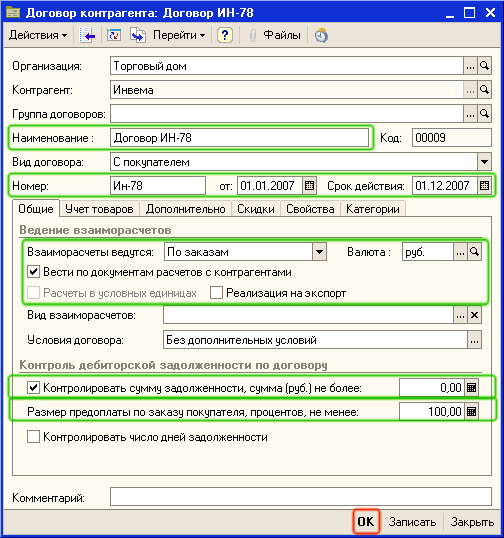 Договор контрагента: Договор ИН-78
Действия Перейти ? Файлы
Организация: Торговый дом ...
Контрагент: Инвема ...
Группа договоров: ...
Наименование : Договор ИН-78 Код: 00009
Вид договора: С покупателем
Номер: Ин-78 от: 01.01.2007 Срок действия: 01.12.2007
Общие Учет товаров Дополнительно Скидки Свойства Категории
Ведение взаиморасчетов
Взаиморасчеты ведутся: По заказам Валюта : руб. ...
Вести по документам расчетов с контрагентами
Расчеты в условных единицах Реализация на экспорт
Вид взаиморасчетов: ... ×
Условия договора: Без дополнительных условий ...
Контроль дебиторской задолженности по договору
Контролировать сумму задолженности, сумма (руб.) не более: 0,00
Размер предоплаты по заказу покупателя, процентов, не менее: 100,00
Контролировать число дней задолженности
Комментарий:
ОК Записать Закрыть